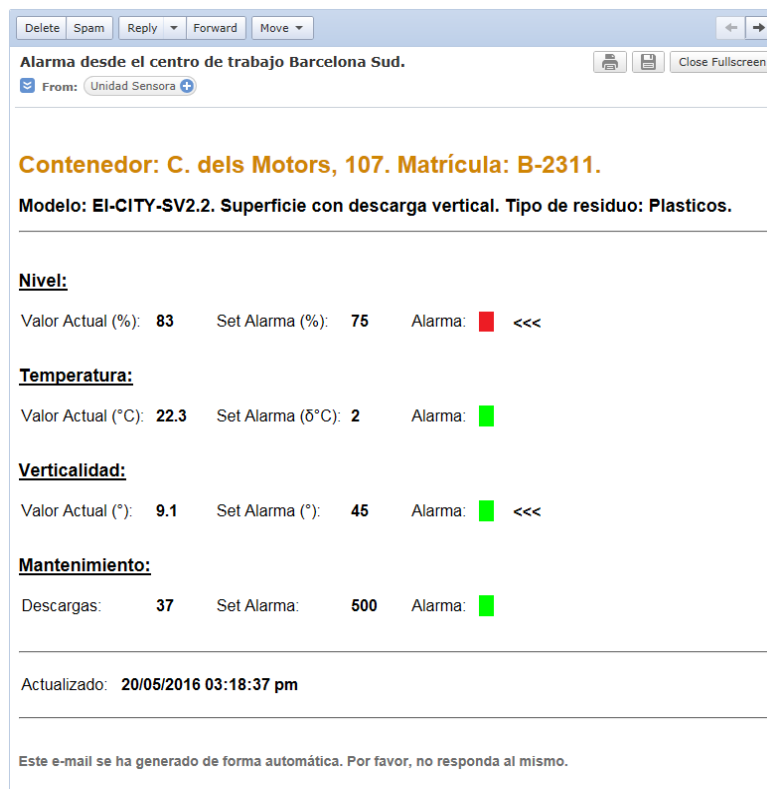 Delete Spam Reply Forward Move
Alarma desde el centro de trabajo Barcelona Sud.
Close Fullscreen
From: Unidad Sensora
Contenedor: C. dels Motors, 107. Matrícula: B-2311.
Modelo: EI-CITY-SV2.2. Superficie con descarga vertical. Tipo de residuo: Plasticos.
Nivel:
Valor Actual (%): 83 Set Alarma (%): 75 Alarma: <<<
Temperatura:
Valor Actual (°C): 22.3 Set Alarma (δ°C): 2 Alarma:
Verticalidad:
Valor Actual (°): 9.1 Set Alarma (°): 45 Alarma: <<<
Mantenimiento:
Descargas: 37 Set Alarma: 500 Alarma:
Actualizado: 20/05/2016 03:18:37 pm
Este e-mail se ha generado de forma automática. Por favor, no responda al mismo.